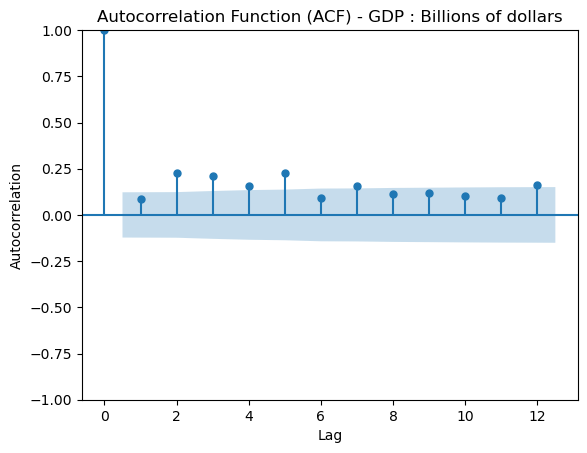 Autocorrelation Function (ACF) - GDP : Billions of dollars
1.00
0.75
0.50
0.25
0.00
−0.25
−0.50
−0.75
−1.00
Autocorrelation
0 2 4 6 8 10 12
Lag